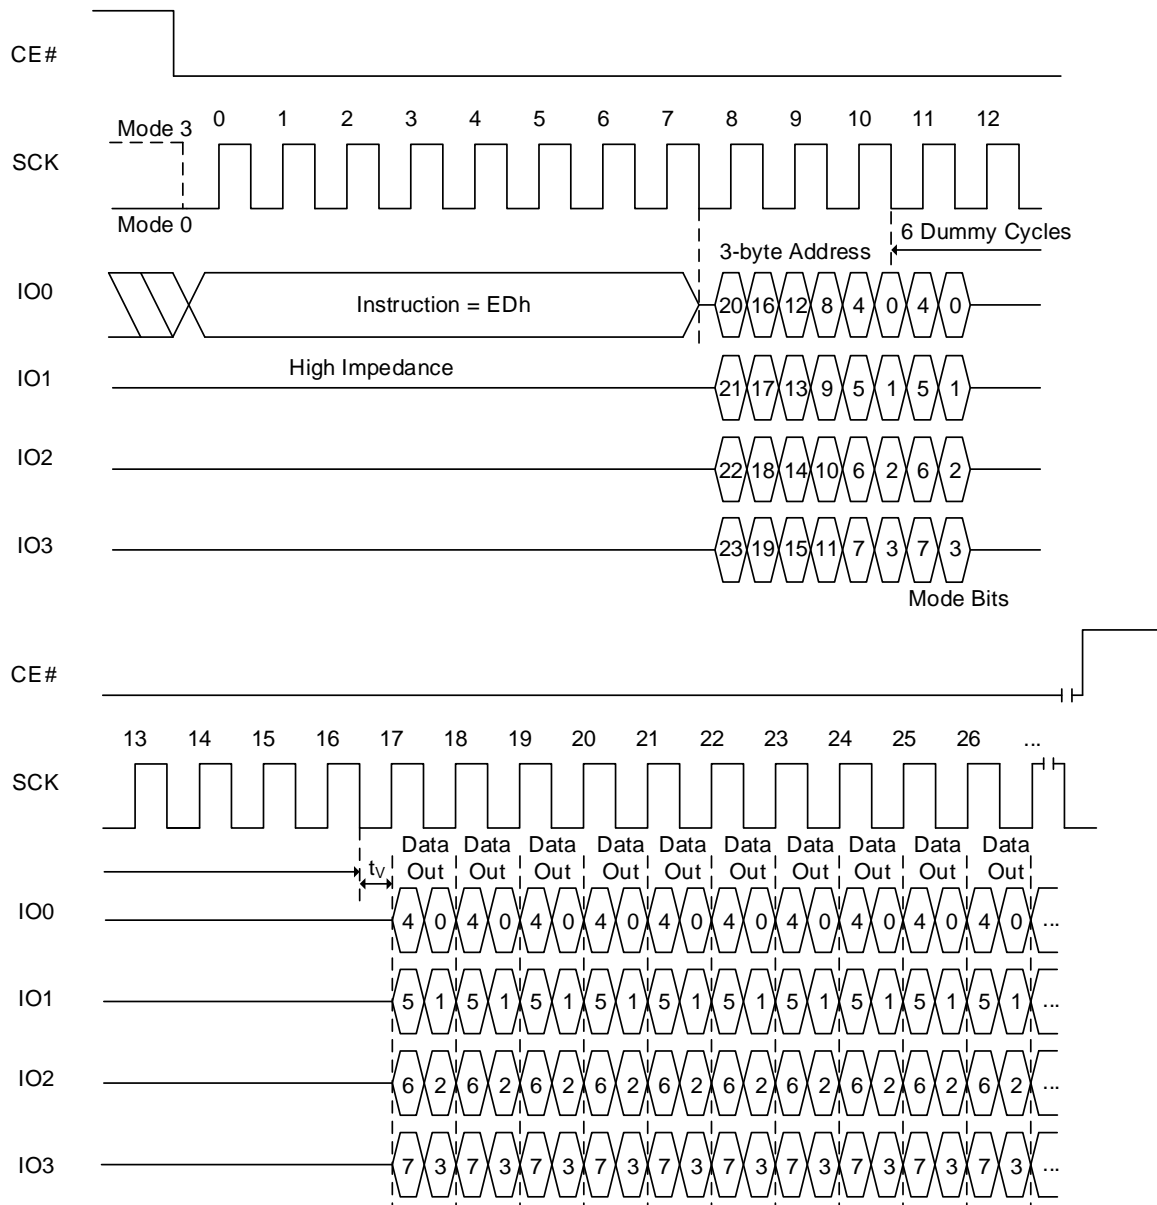 CE#
0 1 2 3 4 5 6 7 8 9 10 11 12
Mode 3
SCK
Mode 0
6 Dummy Cycles
3-byte Address
IO0
Instruction = EDh
20 16 12 8 4 0 4 0
High Impedance
IO1
21 17 13 9 5 1 5 1
IO2
22 18 14 10 6 2 6 2
IO3
23 19 15 11 7 3 7 3
Mode Bits
CE#
13 14 15 16 17 18 19 20 21 22 23 24 25 26 ...
SCK
Data Data Data Data Data Data Data Data Data Data
tV Out Out Out Out Out Out Out Out Out Out
IO0
4 0 4 0 4 0 4 0 4 0 4 0 4 0 4 0 4 0 4 0 ...
IO1
5 1 5 1 5 1 5 1 5 1 5 1 5 1 5 1 5 1 5 1 ...
IO2
6 2 6 2 6 2 6 2 6 2 6 2 6 2 6 2 6 2 6 2 ...
IO3
7 3 7 3 7 3 7 3 7 3 7 3 7 3 7 3 7 3 7 3 ...